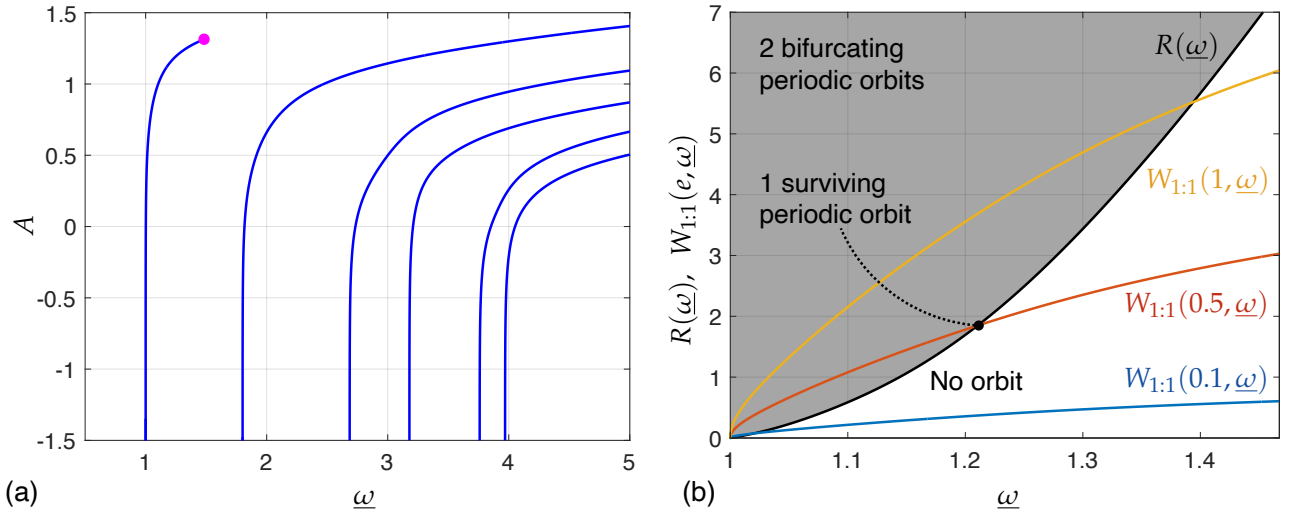 1.5
1
0.5
0
-0.5
-1
-1.5
A
1 2 3 4 5
ω
(a)
7
6
5
4
3
2
1
0
R(ω), W₁:₁(e, ω)
2 bifurcating
periodic orbits
R(ω)
1 surviving
periodic orbit
W₁:₁(1, ω)
W₁:₁(0.5, ω)
No orbit
W₁:₁(0.1, ω)
1 1.1 1.2 1.3 1.4
ω
(b)